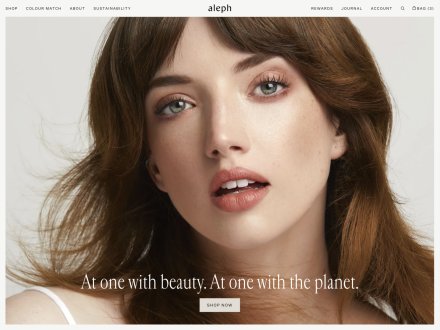 SHOP COLOUR MATCH ABOUT SUSTAINABILITY aleph REWARDS JOURNAL ACCOUNT BAG (0)
At one with beauty. At one with the planet.
SHOP NOW